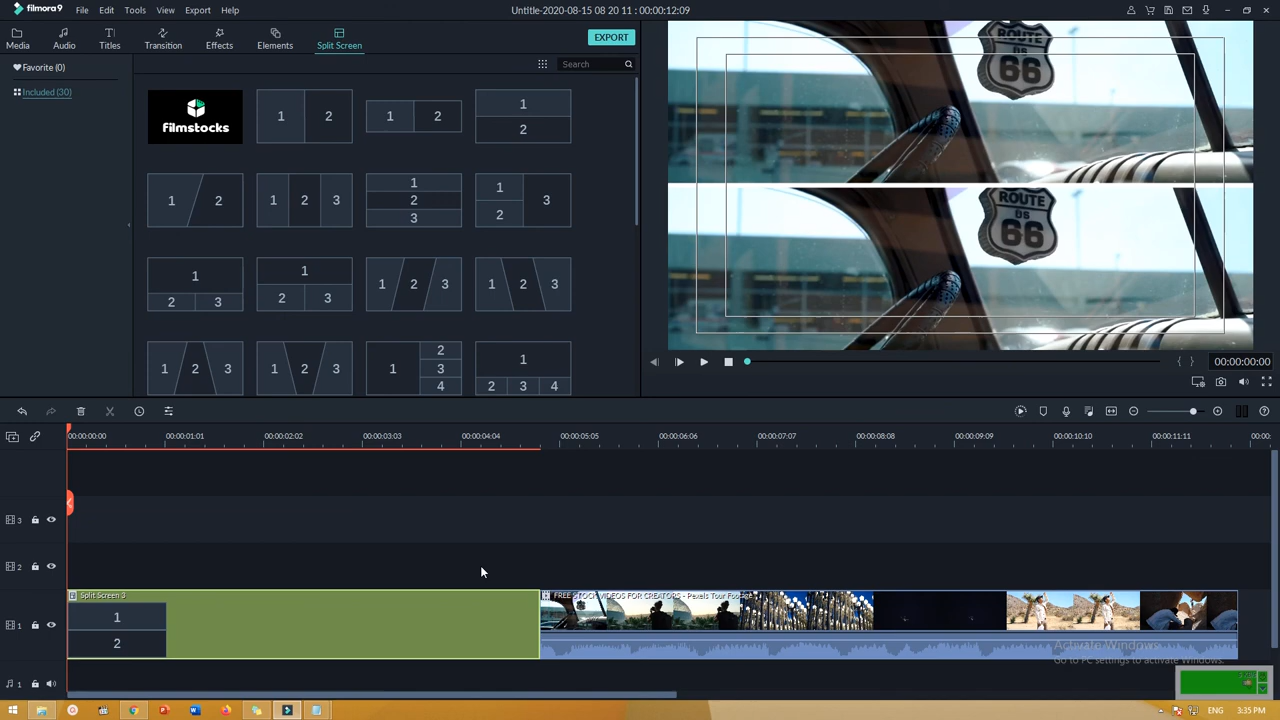 filmora9 File Edit Tools View Export Help Untitle-2020-08-15 08 20 11 : 00:00:12:09
Media Audio Titles Transition Effects Elements Split Screen EXPORT
Favorite (0)
Included (30)
Search
filmstocks 1 2 1 2 1 2
1 2 1 2 3 1 2 3 1 2 3
1 2 3 1 2 3 1 2 3 1 2 3
1 2 3 1 2 3 1 2 3 4 1 2 3 4
ROUTE
US
66
ROUTE
US
66
00:00:00:00
00:00:00:00 00:00:01:01 00:00:02:02 00:00:03:03 00:00:04:04 00:00:05:05 00:00:06:06 00:00:07:07 00:00:08:08 00:00:09:09 00:00:10:10 00:00:11:11 00:00:
3
2
Split Screen 3 FREE STOCK VIDEOS FOR CREATORS - Pexels Tour Footage
1
1
2
Activate Windows
Go to PC settings to activate Windows.
1
ENG 3:35 PM